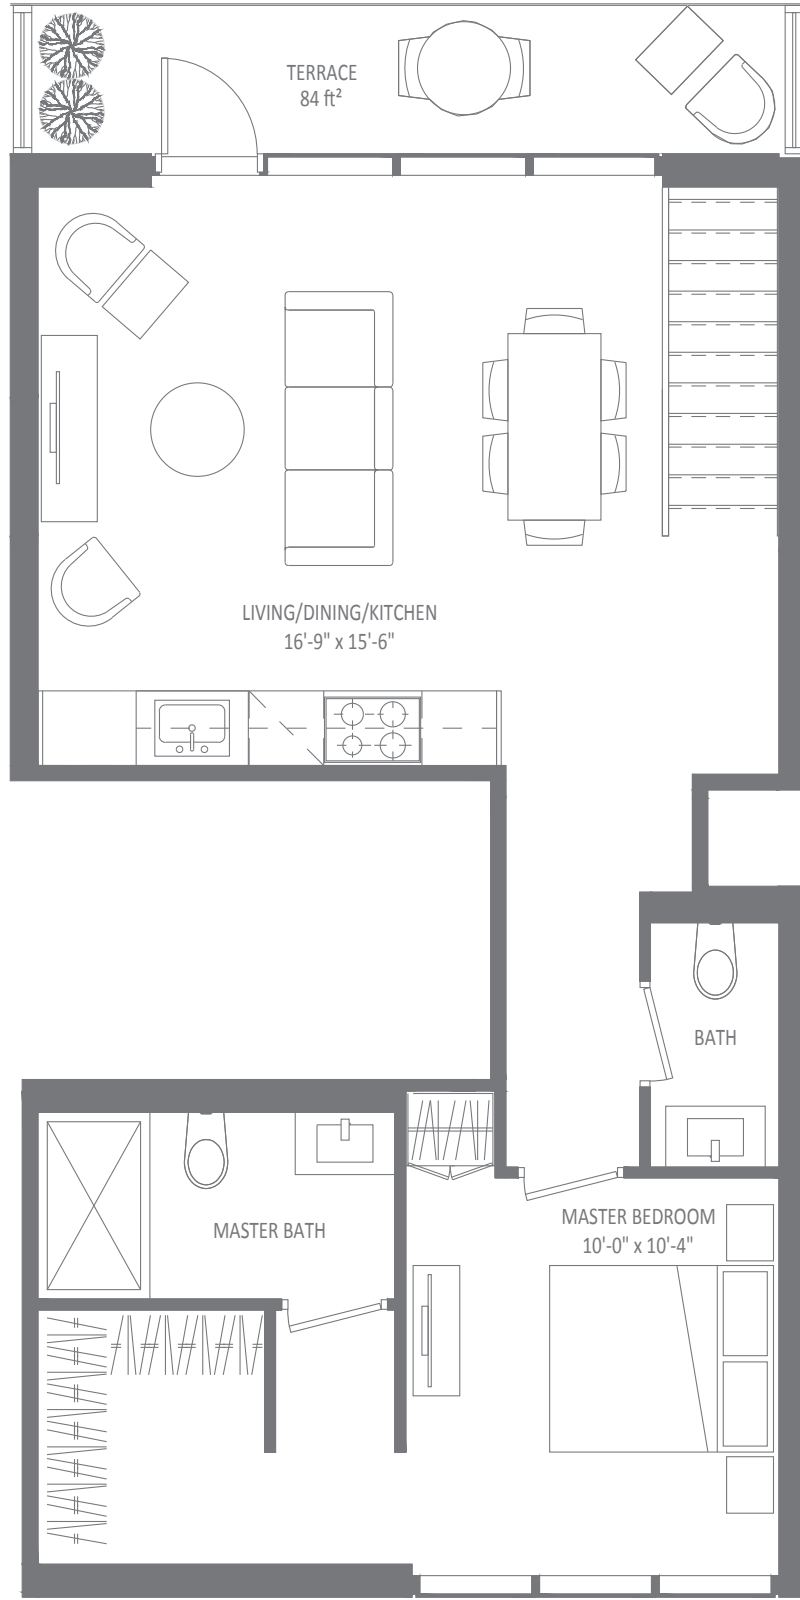 TERRACE
84 ft²
LIVING/DINING/KITCHEN
16'-9" x 15'-6"
BATH
MASTER BATH
MASTER BEDROOM
10'-0" x 10'-4"